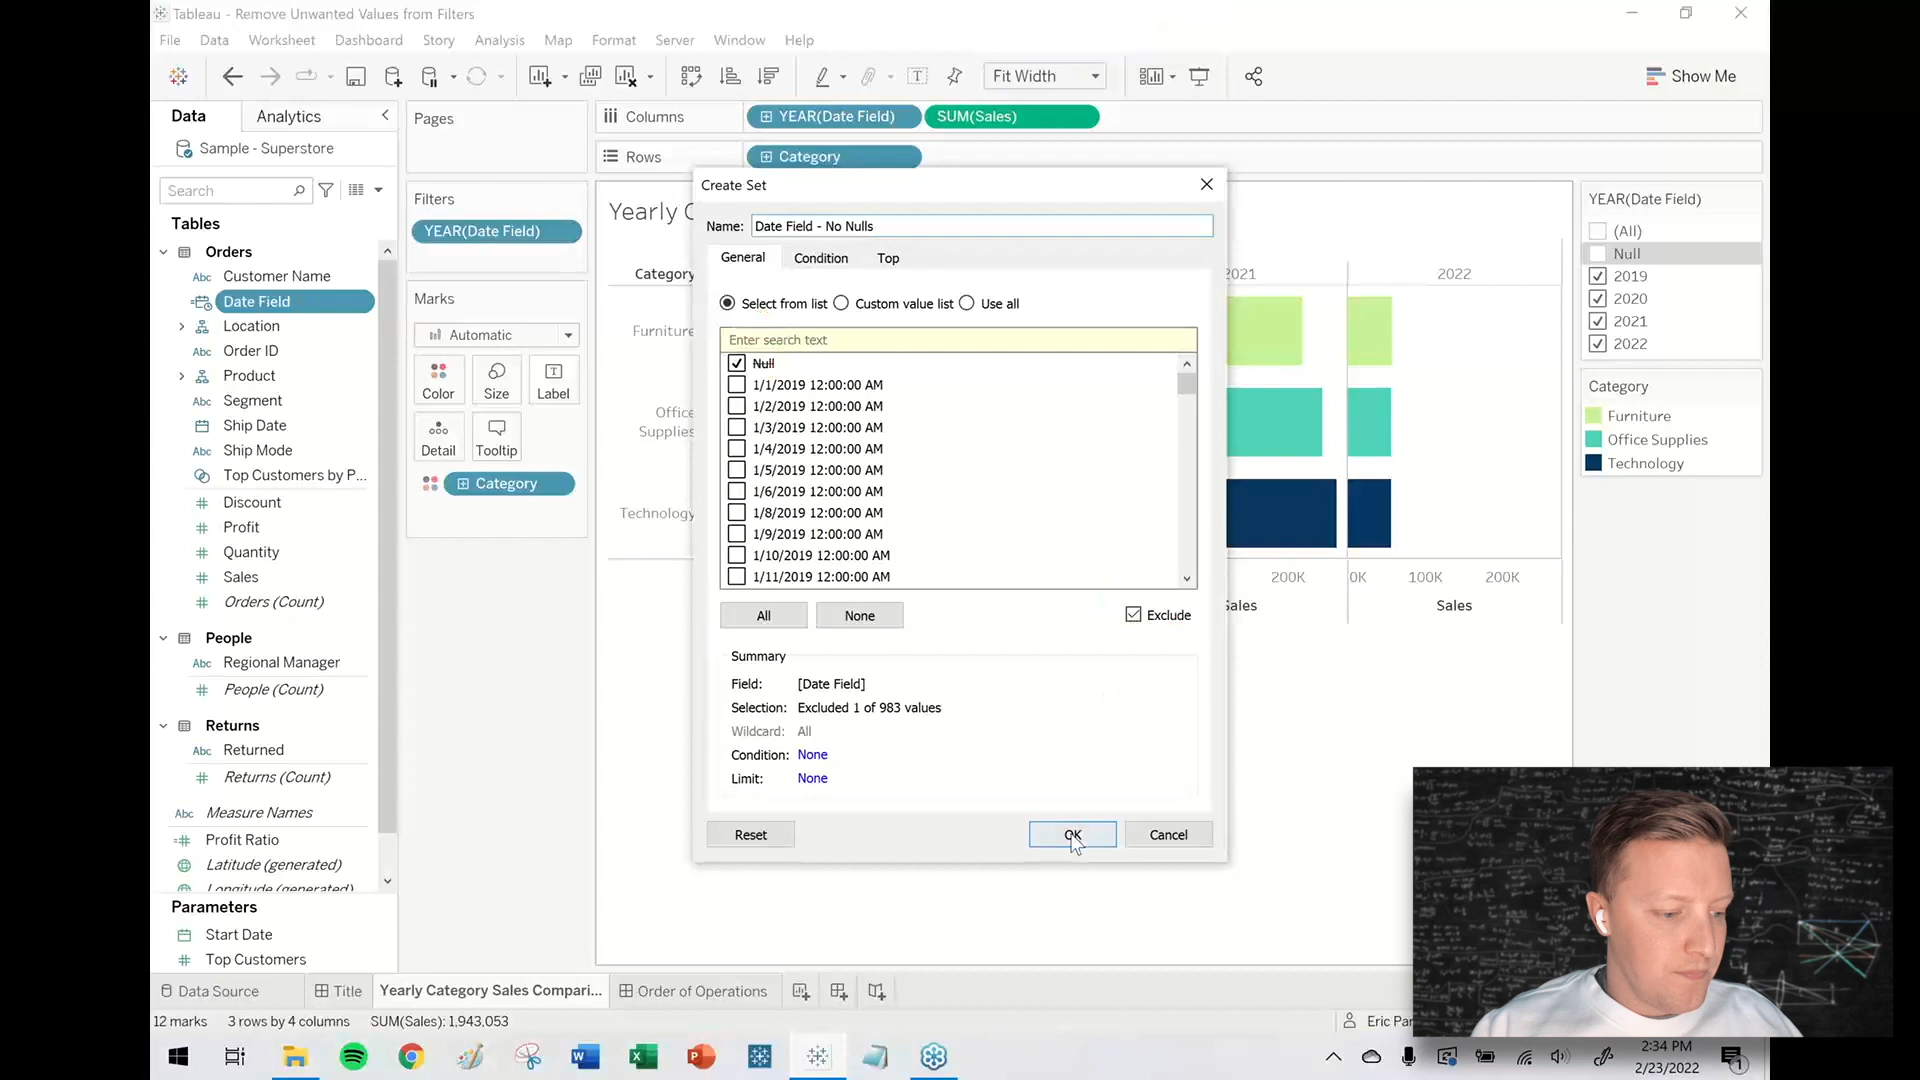 Tableau - Remove Unwanted Values from Filters
File Data Worksheet Dashboard Story Analysis Map Format Server Window Help
Fit Width
Show Me
Data
Analytics
Sample - Superstore
Search
Tables
Orders
Abc Customer Name
Date Field
Location
Abc Order ID
Product
Abc Segment
Ship Date
Abc Ship Mode
Top Customers by P...
# Discount
# Profit
# Quantity
# Sales
# Orders (Count)
People
Abc Regional Manager
# People (Count)
Returns
Abc Returned
# Returns (Count)
Abc Measure Names
Profit Ratio
Latitude (generated)
Longitude (generated)
Parameters
Start Date
# Top Customers
Pages
Filters
YEAR(Date Field)
Marks
Automatic
Color
Size
Label
Detail
Tooltip
Category
Columns
YEAR(Date Field)
SUM(Sales)
Rows
Category
Yearly C
Category
2021
2022
Furniture
Office
Supplies
Technology
200K
0K
100K
200K
Sales
Sales
Create Set
Name: Date Field - No Nulls
General Condition Top
Select from list Custom value list Use all
Enter search text
Null
1/1/2019 12:00:00 AM
1/2/2019 12:00:00 AM
1/3/2019 12:00:00 AM
1/4/2019 12:00:00 AM
1/5/2019 12:00:00 AM
1/6/2019 12:00:00 AM
1/8/2019 12:00:00 AM
1/9/2019 12:00:00 AM
1/10/2019 12:00:00 AM
1/11/2019 12:00:00 AM
All
None
Exclude
Summary
Field: [Date Field]
Selection: Excluded 1 of 983 values
Wildcard: All
Condition: None
Limit: None
Reset
OK
Cancel
YEAR(Date Field)
(All)
Null
2019
2020
2021
2022
Category
Furniture
Office Supplies
Technology
Data Source
Title
Yearly Category Sales Compari...
Order of Operations
12 marks 3 rows by 4 columns SUM(Sales): 1,943,053
Eric Par
2:34 PM
2/23/2022
1